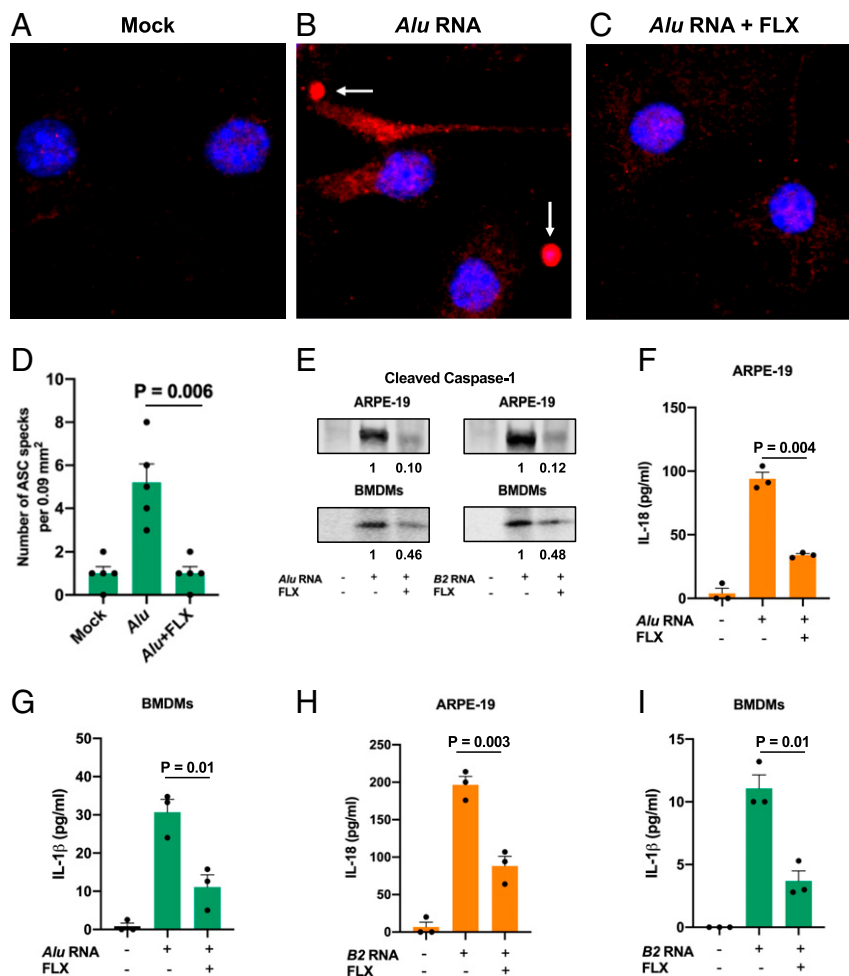 A Mock
B Alu RNA
C Alu RNA + FLX
D
P = 0.006
Number of ASC specks
per 0.09 mm²
10
8
6
4
2
0
Mock
Alu
Alu+FLX
E
Cleaved Caspase-1
ARPE-19 ARPE-19
1 0.10 1 0.12
BMDMs BMDMs
1 0.46 1 0.48
Alu RNA - + + B2 RNA - + +
FLX - - + FLX - - +
F
ARPE-19
P = 0.004
IL-18 (pg/ml)
150
100
50
0
Alu RNA - + +
FLX - - +
G
BMDMs
P = 0.01
IL-1β (pg/ml)
50
40
30
20
10
0
Alu RNA - + +
FLX - - +
H
ARPE-19
P = 0.003
IL-18 (pg/ml)
250
200
150
100
50
0
B2 RNA - + +
FLX - - +
I
BMDMs
P = 0.01
IL-1β (pg/ml)
15
10
5
0
B2 RNA - + +
FLX - - +